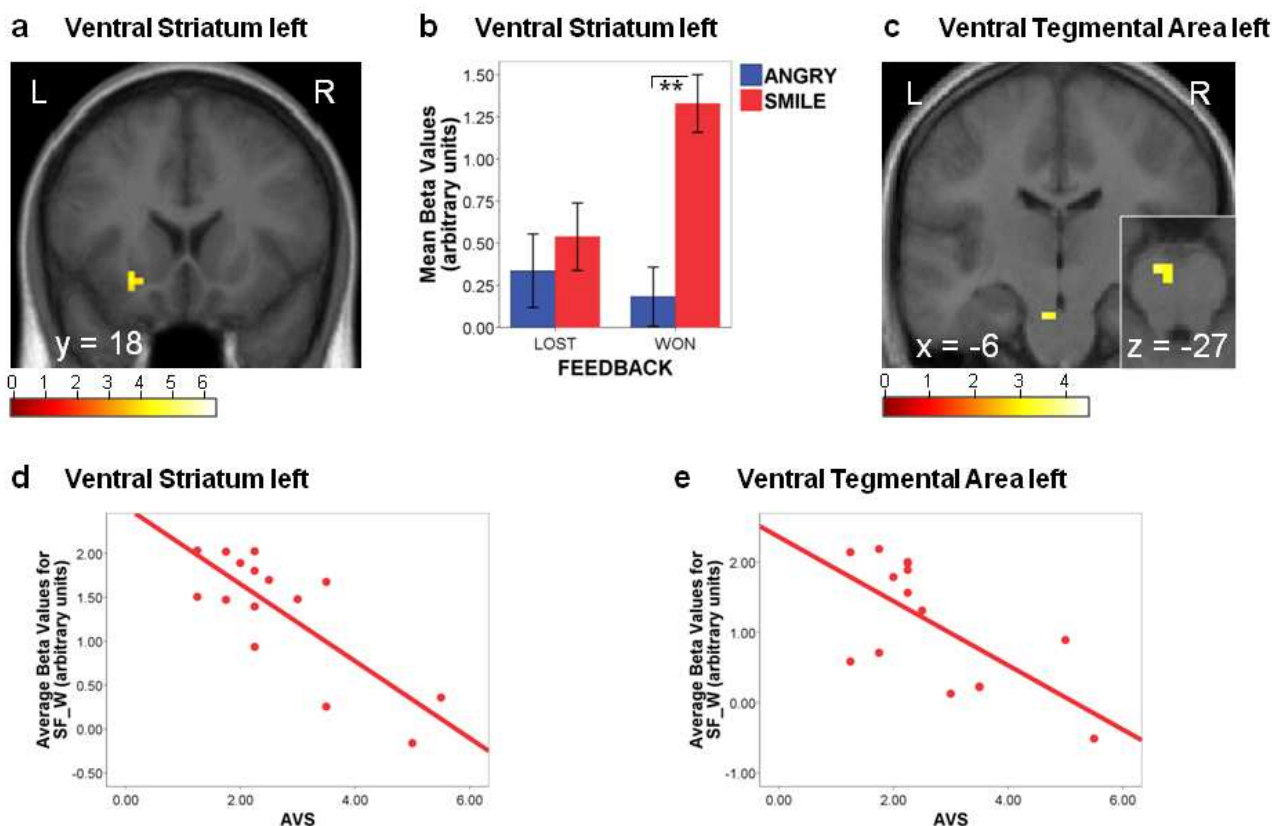 a Ventral Striatum left
L R
y = 18
0 1 2 3 4 5 6
b Ventral Striatum left
Mean Beta Values
(arbitrary units)
1.50
1.25
1.00
0.75
0.50
0.25
0.00
**
ANGRY
SMILE
LOST WON
FEEDBACK
c Ventral Tegmental Area left
L R
x = -6
z = -27
0 1 2 3 4
d Ventral Striatum left
Average Beta Values for
SF_W (arbitrary units)
2.00
1.50
1.00
0.50
0.00
-0.50
0.00 2.00 4.00 6.00
AVS
e Ventral Tegmental Area left
Average Beta Values for
SF_W (arbitrary units)
2.00
1.00
0.00
-1.00
0.00 2.00 4.00 6.00
AVS